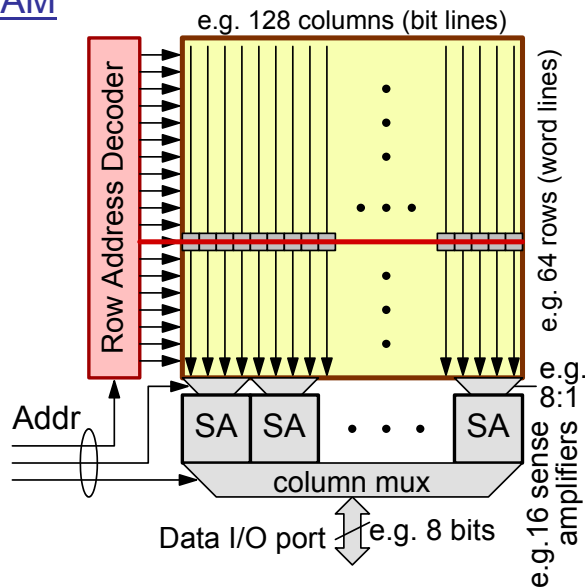 AM
e.g. 128 columns (bit lines)
Row Address Decoder
e.g. 64 rows (word lines)
e.g.
8:1
Addr
SA
SA
SA
e.g.16 sense
amplifiers
column mux
Data I/O port
e.g. 8 bits